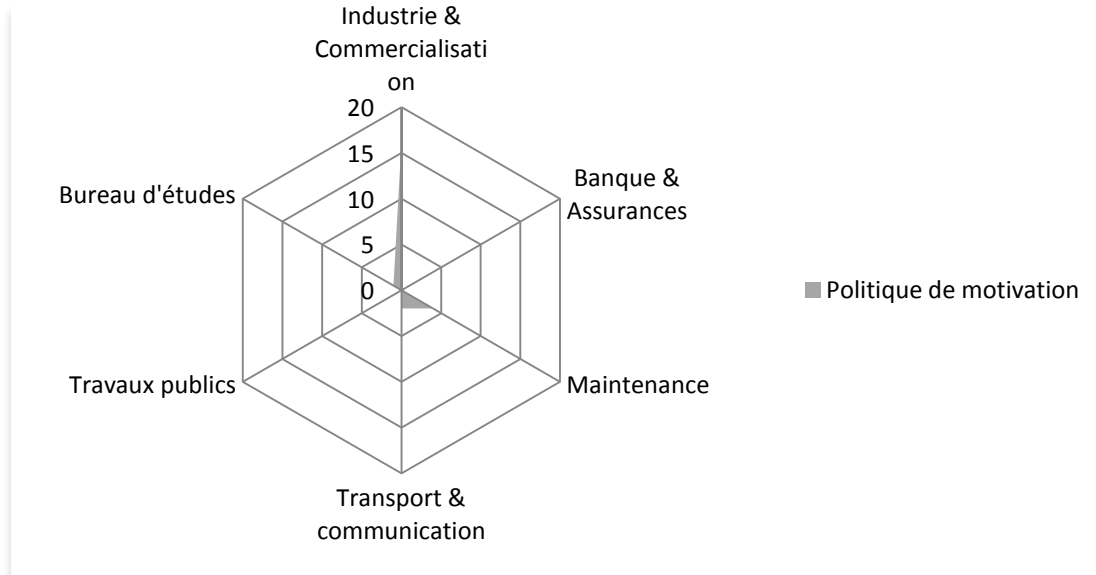 Industrie &
Commercialisati
on
20
15
10
5
0
Banque &
Assurances
Bureau d'études
Politique de motivation
Travaux publics
Maintenance
Transport &
communication